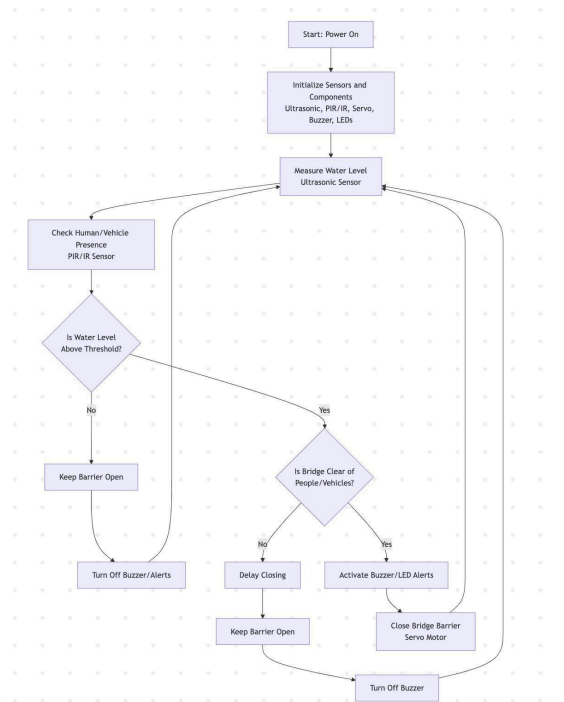 Start: Power On
Initialize Sensors and
Components
Ultrasonic, PIR/IR, Servo,
Buzzer, LEDs
Measure Water Level
Ultrasonic Sensor
Check Human/Vehicle
Presence
PIR/IR Sensor
Is Water Level
Above Threshold?
No
Yes
Keep Barrier Open
Is Bridge Clear of
People/Vehicles?
No
Yes
Turn Off Buzzer/Alerts
Delay Closing
Activate Buzzer/LED Alerts
Keep Barrier Open
Close Bridge Barrier
Servo Motor
Turn Off Buzzer